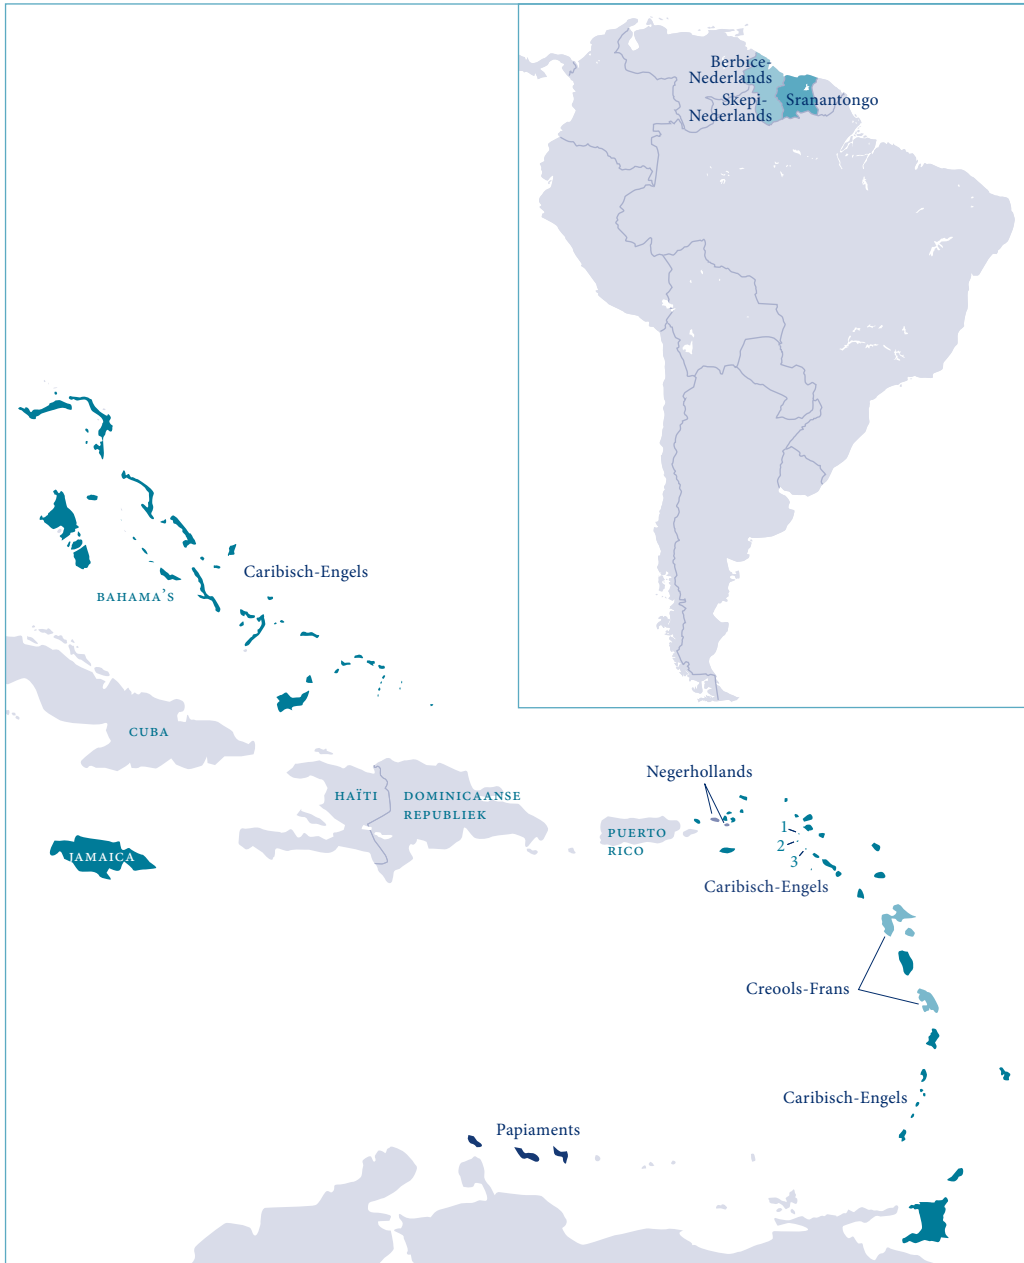 Berbice-
Nederlands
Skepi-
Nederlands
Sranantongo
Caribisch-Engels
BAHAMA’S
CUBA
HAÏTI
DOMINICAANSE
REPUBLIEK
JAMAICA
Negerhollands
PUERTO
RICO
1
2
3
Caribisch-Engels
Creools-Frans
Caribisch-Engels
Papiaments